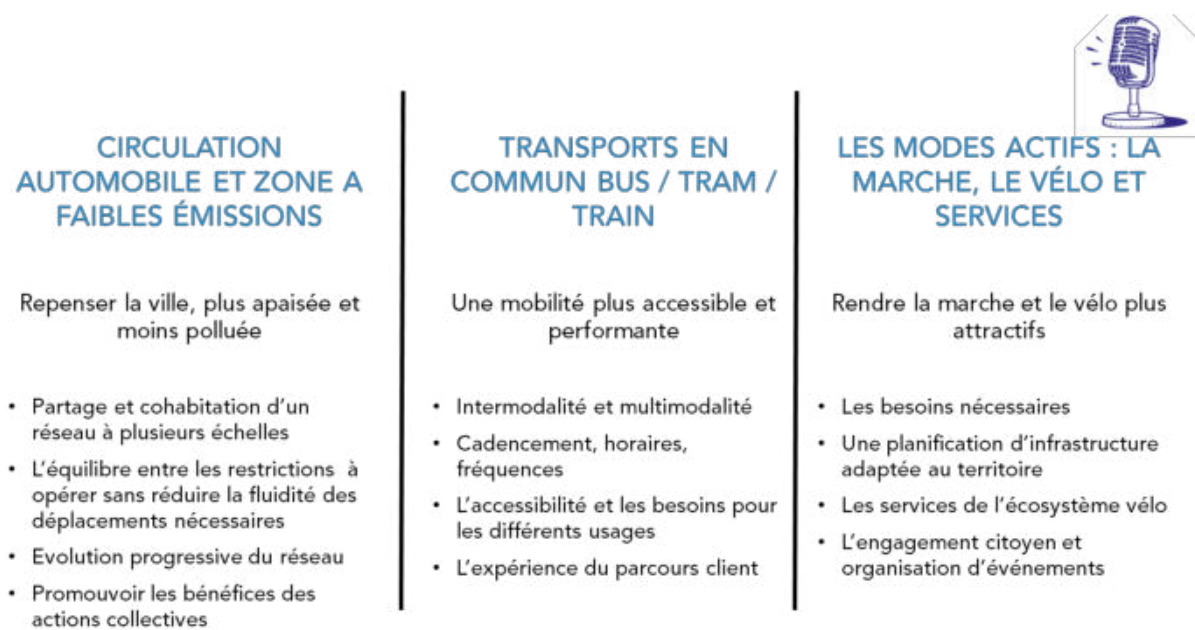 CIRCULATION
AUTOMOBILE ET ZONE A
FAIBLES ÉMISSIONS
Repenser la ville, plus apaisée et
moins polluée
• Partage et cohabitation d’un
réseau à plusieurs échelles
• L’équilibre entre les restrictions à
opérer sans réduire la fluidité des
déplacements nécessaires
• Evolution progressive du réseau
• Promouvoir les bénéfices des
actions collectives
TRANSPORTS EN
COMMUN BUS / TRAM /
TRAIN
Une mobilité plus accessible et
performante
• Intermodalité et multimodalité
• Cadencement, horaires,
fréquences
• L’accessibilité et les besoins pour
les différents usages
• L’expérience du parcours client
LES MODES ACTIFS : LA
MARCHE, LE VÉLO ET
SERVICES
Rendre la marche et le vélo plus
attractifs
• Les besoins nécessaires
• Une planification d’infrastructure
adaptée au territoire
• Les services de l’écosystème vélo
• L’engagement citoyen et
organisation d’événements